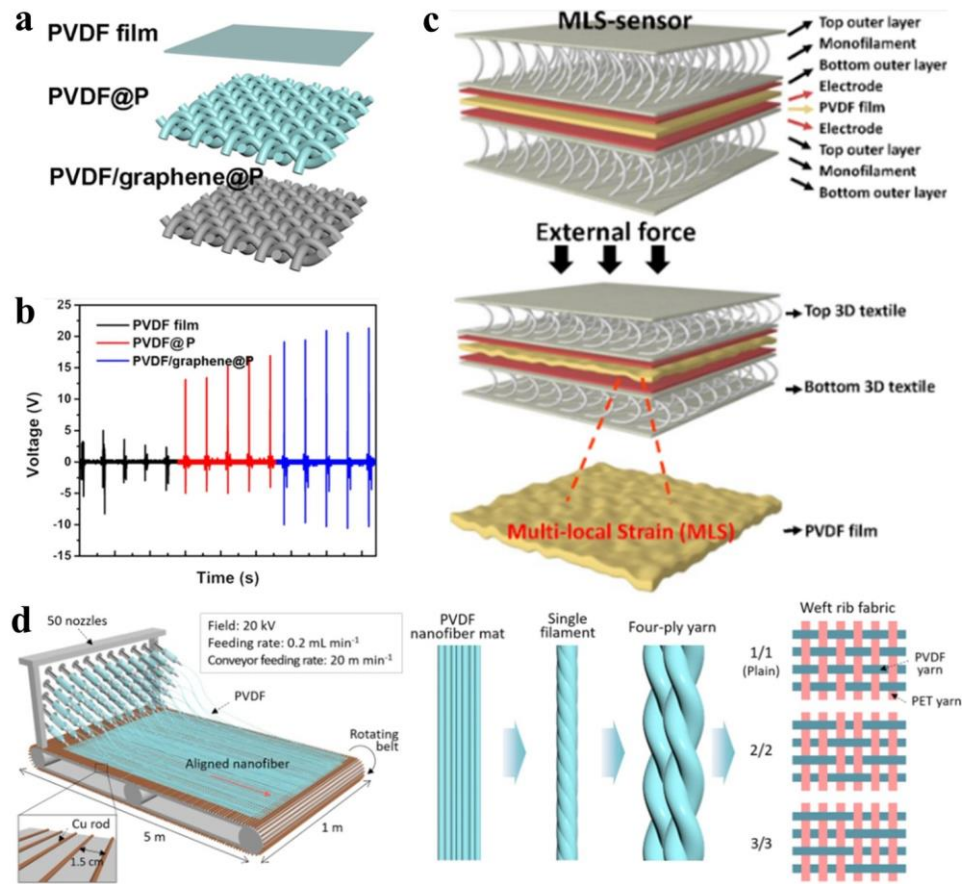 a
PVDF film
PVDF@P
PVDF/graphene@P
b
25
20
15
10
5
0
-5
-10
-15
Voltage (V)
Time (s)
PVDF film
PVDF@P
PVDF/graphene@P
c
MLS-sensor
Top outer layer
Monofilament
Bottom outer layer
Electrode
PVDF film
Electrode
Top outer layer
Monofilament
Bottom outer layer
External force
Top 3D textile
Bottom 3D textile
Multi-local Strain (MLS)
PVDF film
d
50 nozzles
Field: 20 kV
Feeding rate: 0.2 mL min⁻¹
Conveyor feeding rate: 20 m min⁻¹
PVDF
Rotating
belt
Aligned nanofiber
5 m
1 m
Cu rod
1.5 cm
PVDF
nanofiber mat
Single
filament
Four-ply yarn
Weft rib fabric
1/1
(Plain)
PVDF
yarn
PET yarn
2/2
3/3